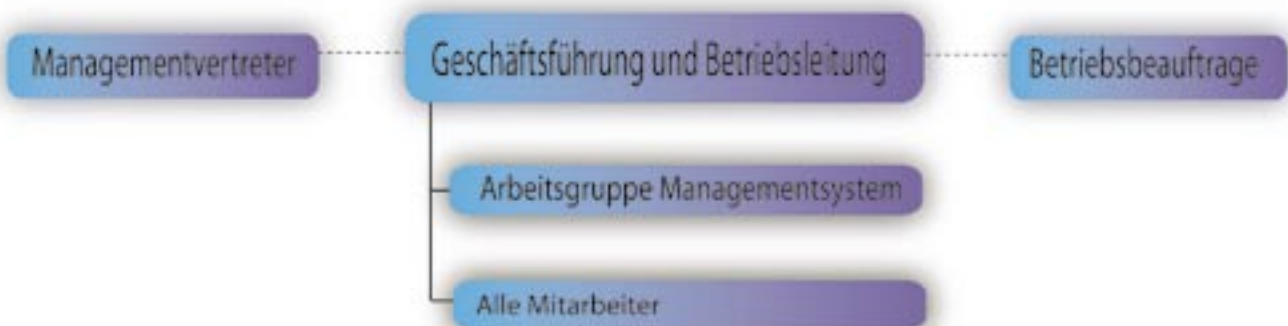 Managementvertreter
Geschäftsführung und Betriebsleitung
Betriebsbeauftrage
Arbeitsgruppe Managementsystem
Alle Mitarbeiter